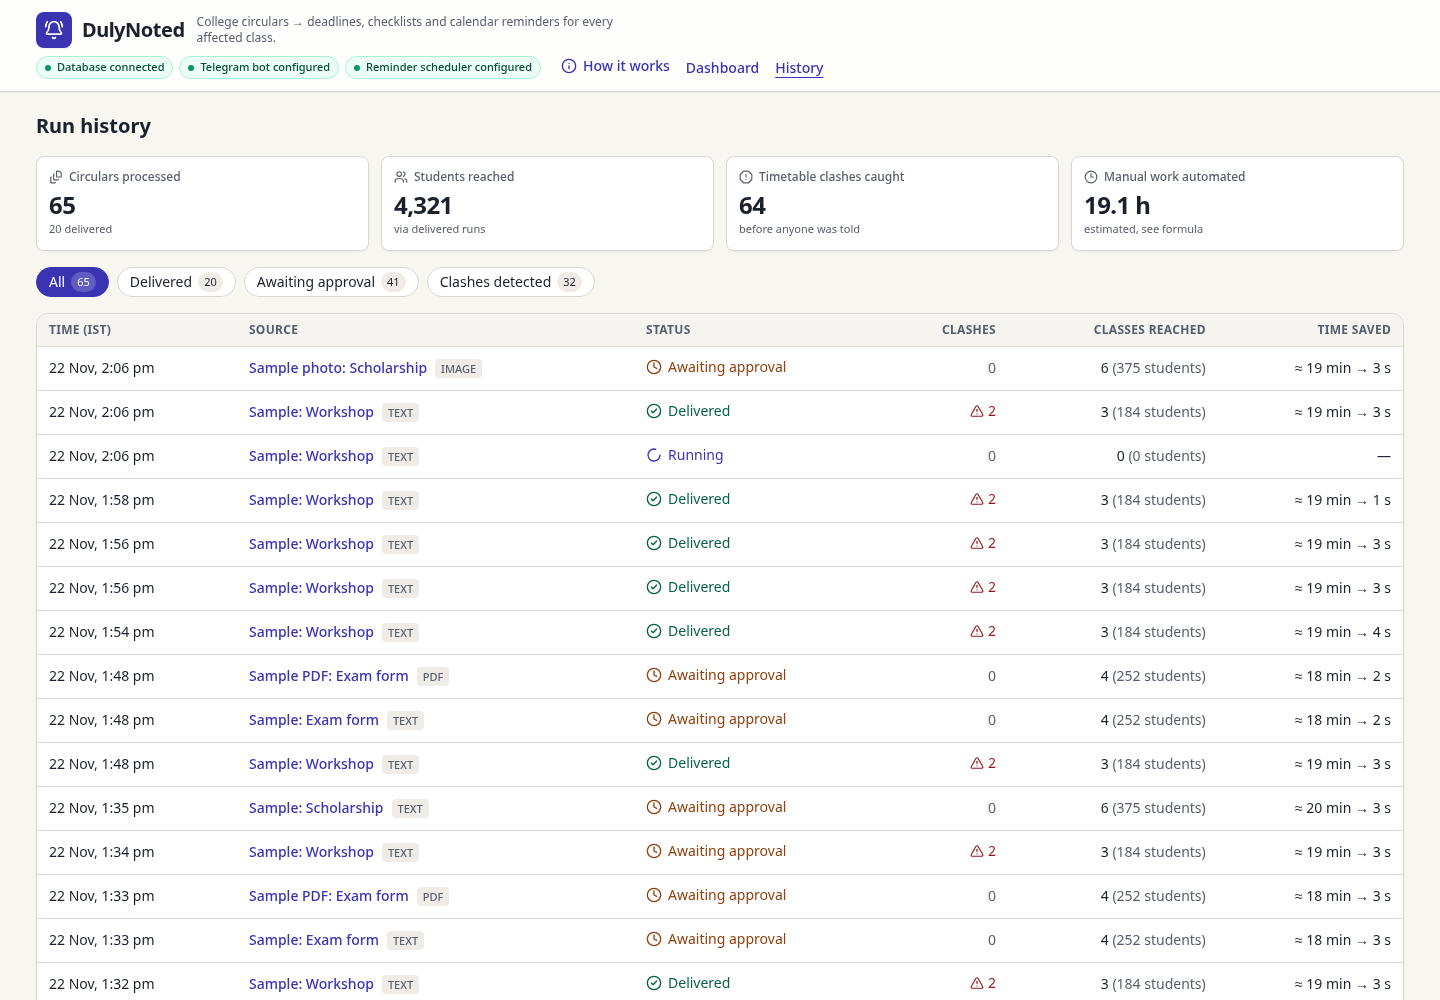 DulyNoted
College circulars → deadlines, checklists and calendar reminders for every
affected class.
Database connected
Telegram bot configured
Reminder scheduler configured
How it works
Dashboard
History
Run history
Circulars processed
65
20 delivered
Students reached
4,321
via delivered runs
Timetable clashes caught
64
before anyone was told
Manual work automated
19.1 h
estimated, see formula
All 65
Delivered 20
Awaiting approval 41
Clashes detected 32
TIME (IST) SOURCE STATUS CLASHES CLASSES REACHED TIME SAVED
22 Nov, 2:06 pm Sample photo: Scholarship IMAGE Awaiting approval 0 6 (375 students) ≈ 19 min → 3 s
22 Nov, 2:06 pm Sample: Workshop TEXT Delivered 2 3 (184 students) ≈ 19 min → 3 s
22 Nov, 2:06 pm Sample: Workshop TEXT Running 0 0 (0 students) —
22 Nov, 1:58 pm Sample: Workshop TEXT Delivered 2 3 (184 students) ≈ 19 min → 1 s
22 Nov, 1:56 pm Sample: Workshop TEXT Delivered 2 3 (184 students) ≈ 19 min → 3 s
22 Nov, 1:56 pm Sample: Workshop TEXT Delivered 2 3 (184 students) ≈ 19 min → 3 s
22 Nov, 1:54 pm Sample: Workshop TEXT Delivered 2 3 (184 students) ≈ 19 min → 4 s
22 Nov, 1:48 pm Sample PDF: Exam form PDF Awaiting approval 0 4 (252 students) ≈ 18 min → 2 s
22 Nov, 1:48 pm Sample: Exam form TEXT Awaiting approval 0 4 (252 students) ≈ 18 min → 2 s
22 Nov, 1:48 pm Sample: Workshop TEXT Delivered 2 3 (184 students) ≈ 19 min → 3 s
22 Nov, 1:35 pm Sample: Scholarship TEXT Awaiting approval 0 6 (375 students) ≈ 20 min → 3 s
22 Nov, 1:34 pm Sample: Workshop TEXT Awaiting approval 2 3 (184 students) ≈ 19 min → 3 s
22 Nov, 1:33 pm Sample PDF: Exam form PDF Awaiting approval 0 4 (252 students) ≈ 18 min → 3 s
22 Nov, 1:33 pm Sample: Exam form TEXT Awaiting approval 0 4 (252 students) ≈ 18 min → 3 s
22 Nov, 1:32 pm Sample: Workshop TEXT Delivered 2 3 (184 students) ≈ 19 min → 3 s